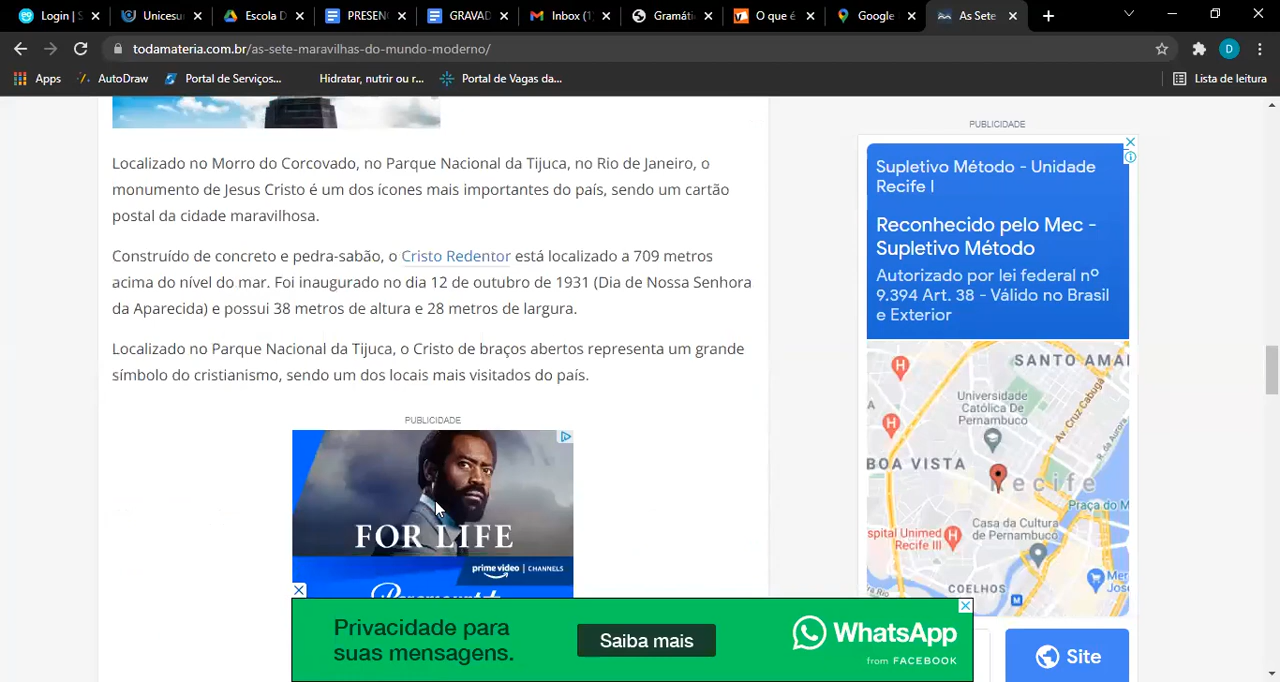 Login | S
Unicesu
Escola D
PRESEN
GRAVAD
Inbox (1
Gramáti
O que é
Google
As Sete
todamateria.com.br/as-sete-maravilhas-do-mundo-moderno/
D
Apps
AutoDraw
Portal de Serviços...
Hidratar, nutrir ou r...
Portal de Vagas da...
Lista de leitura
Localizado no Morro do Corcovado, no Parque Nacional da Tijuca, no Rio de Janeiro, o
monumento de Jesus Cristo é um dos ícones mais importantes do país, sendo um cartão
postal da cidade maravilhosa.
Construído de concreto e pedra-sabão, o Cristo Redentor está localizado a 709 metros
acima do nível do mar. Foi inaugurado no dia 12 de outubro de 1931 (Dia de Nossa Senhora
da Aparecida) e possui 38 metros de altura e 28 metros de largura.
Localizado no Parque Nacional da Tijuca, o Cristo de braços abertos representa um grande
símbolo do cristianismo, sendo um dos locais mais visitados do país.
PUBLICIDADE
FOR LIFE
prime video | CHANNELS
Paramount+
Privacidade para
suas mensagens.
Saiba mais
WhatsApp
from FACEBOOK
PUBLICIDADE
Supletivo Método - Unidade
Recife I
Reconhecido pelo Mec -
Supletivo Método
Autorizado por lei federal nº
9.394 Art. 38 - Válido no Brasil
e Exterior
SANTO AMA
Universidade
Católica De
Pernambuco
Av. Cruz Cabugá
A
H
H
BOA VISTA
Recife
Praça do M
Casa da Cultura
de Pernambuco
spital Unimed
Recife III
H
COELHOS
M
Mer
José
Site